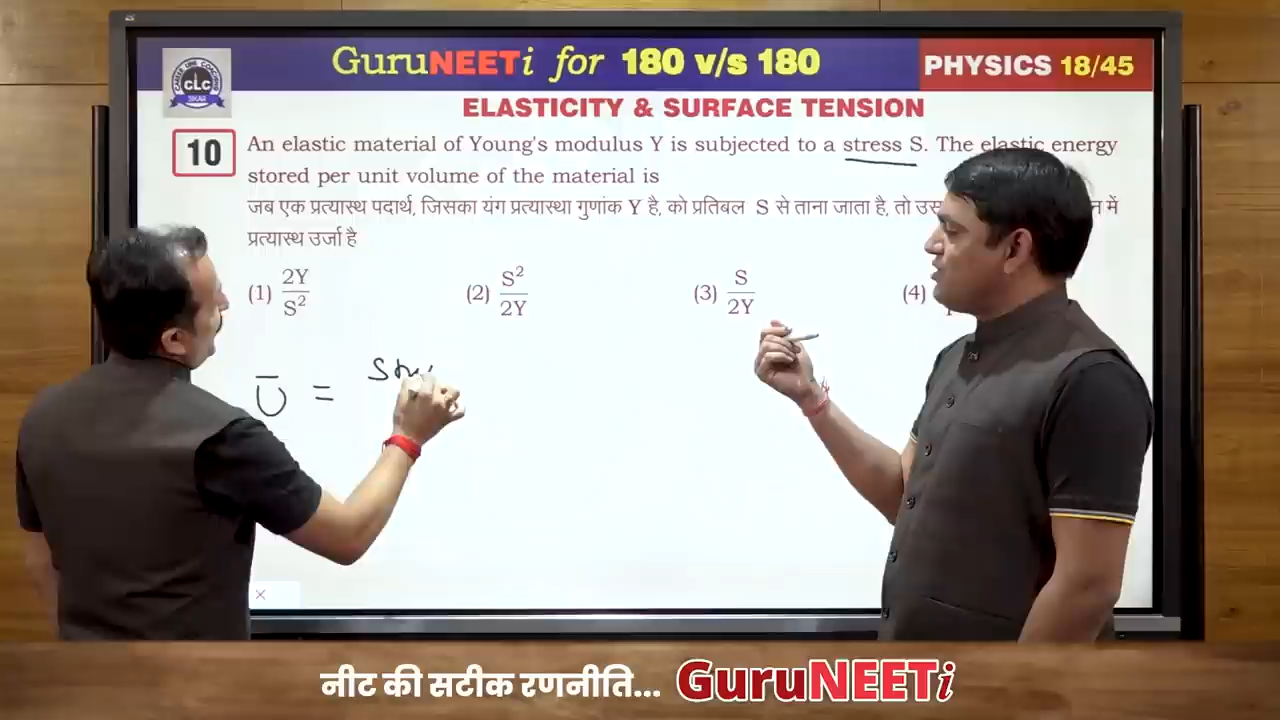 GuruNEETi for 180 v/s 180
PHYSICS 18/45
CLC
SIKAR
ELASTICITY & SURFACE TENSION
10
An elastic material of Young's modulus Y is subjected to a stress S. The elastic energy
stored per unit volume of the material is
जब एक प्रत्यास्थ पदार्थ, जिसका यंग प्रत्यास्था गुणांक Y है, को प्रतिबल S से ताना जाता है, तो में
प्रत्यास्थ उर्जा है
(1) 2Y/S² (2) S²/2Y (3) S/2Y (4)
U̅ =
नीट की सटीक रणनीति... GuruNEETi